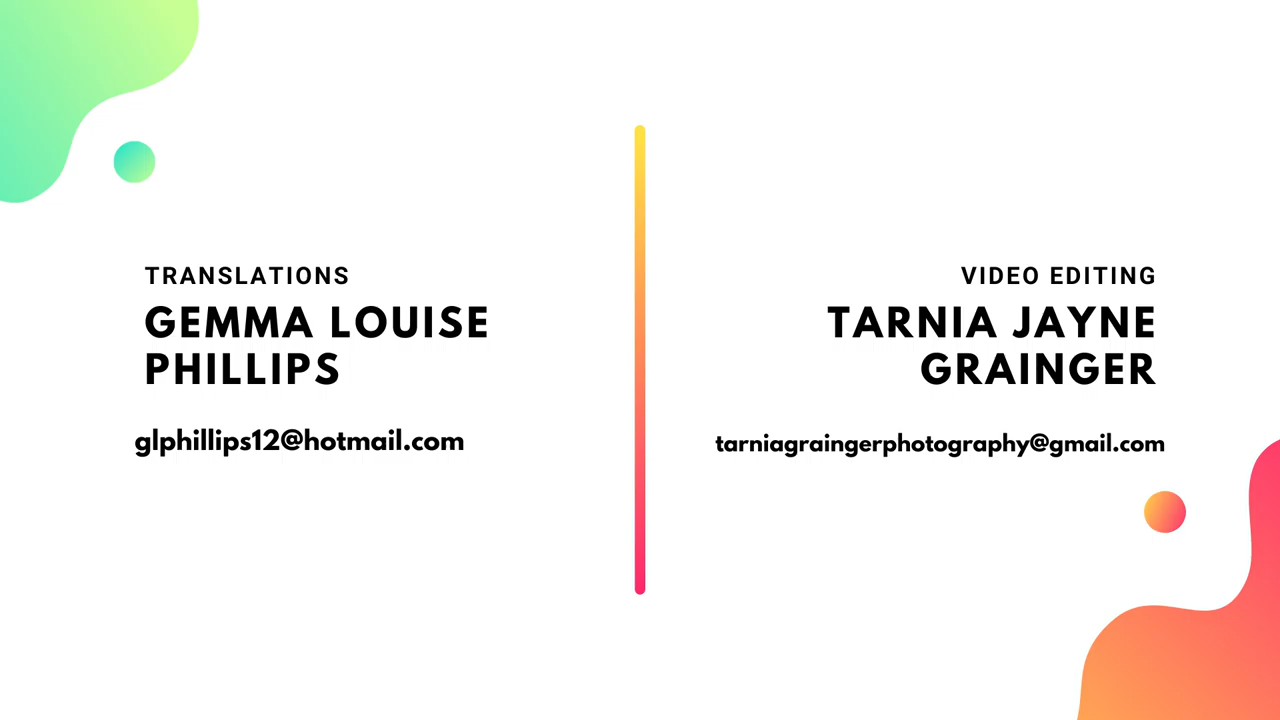 TRANSLATIONS
GEMMA LOUISE
PHILLIPS
glphillips12@hotmail.com
VIDEO EDITING
TARNIA JAYNE
GRAINGER
tarniagraingerphotography@gmail.com